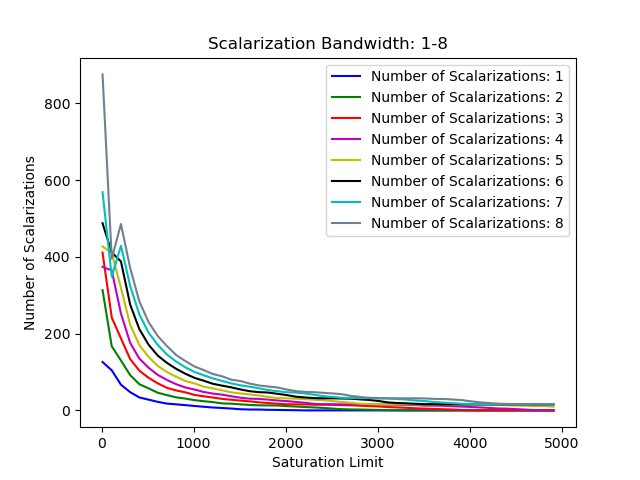 Scalarization Bandwidth: 1-8
Number of Scalarizations
800
600
400
200
0
Number of Scalarizations: 1
Number of Scalarizations: 2
Number of Scalarizations: 3
Number of Scalarizations: 4
Number of Scalarizations: 5
Number of Scalarizations: 6
Number of Scalarizations: 7
Number of Scalarizations: 8
0 1000 2000 3000 4000 5000
Saturation Limit